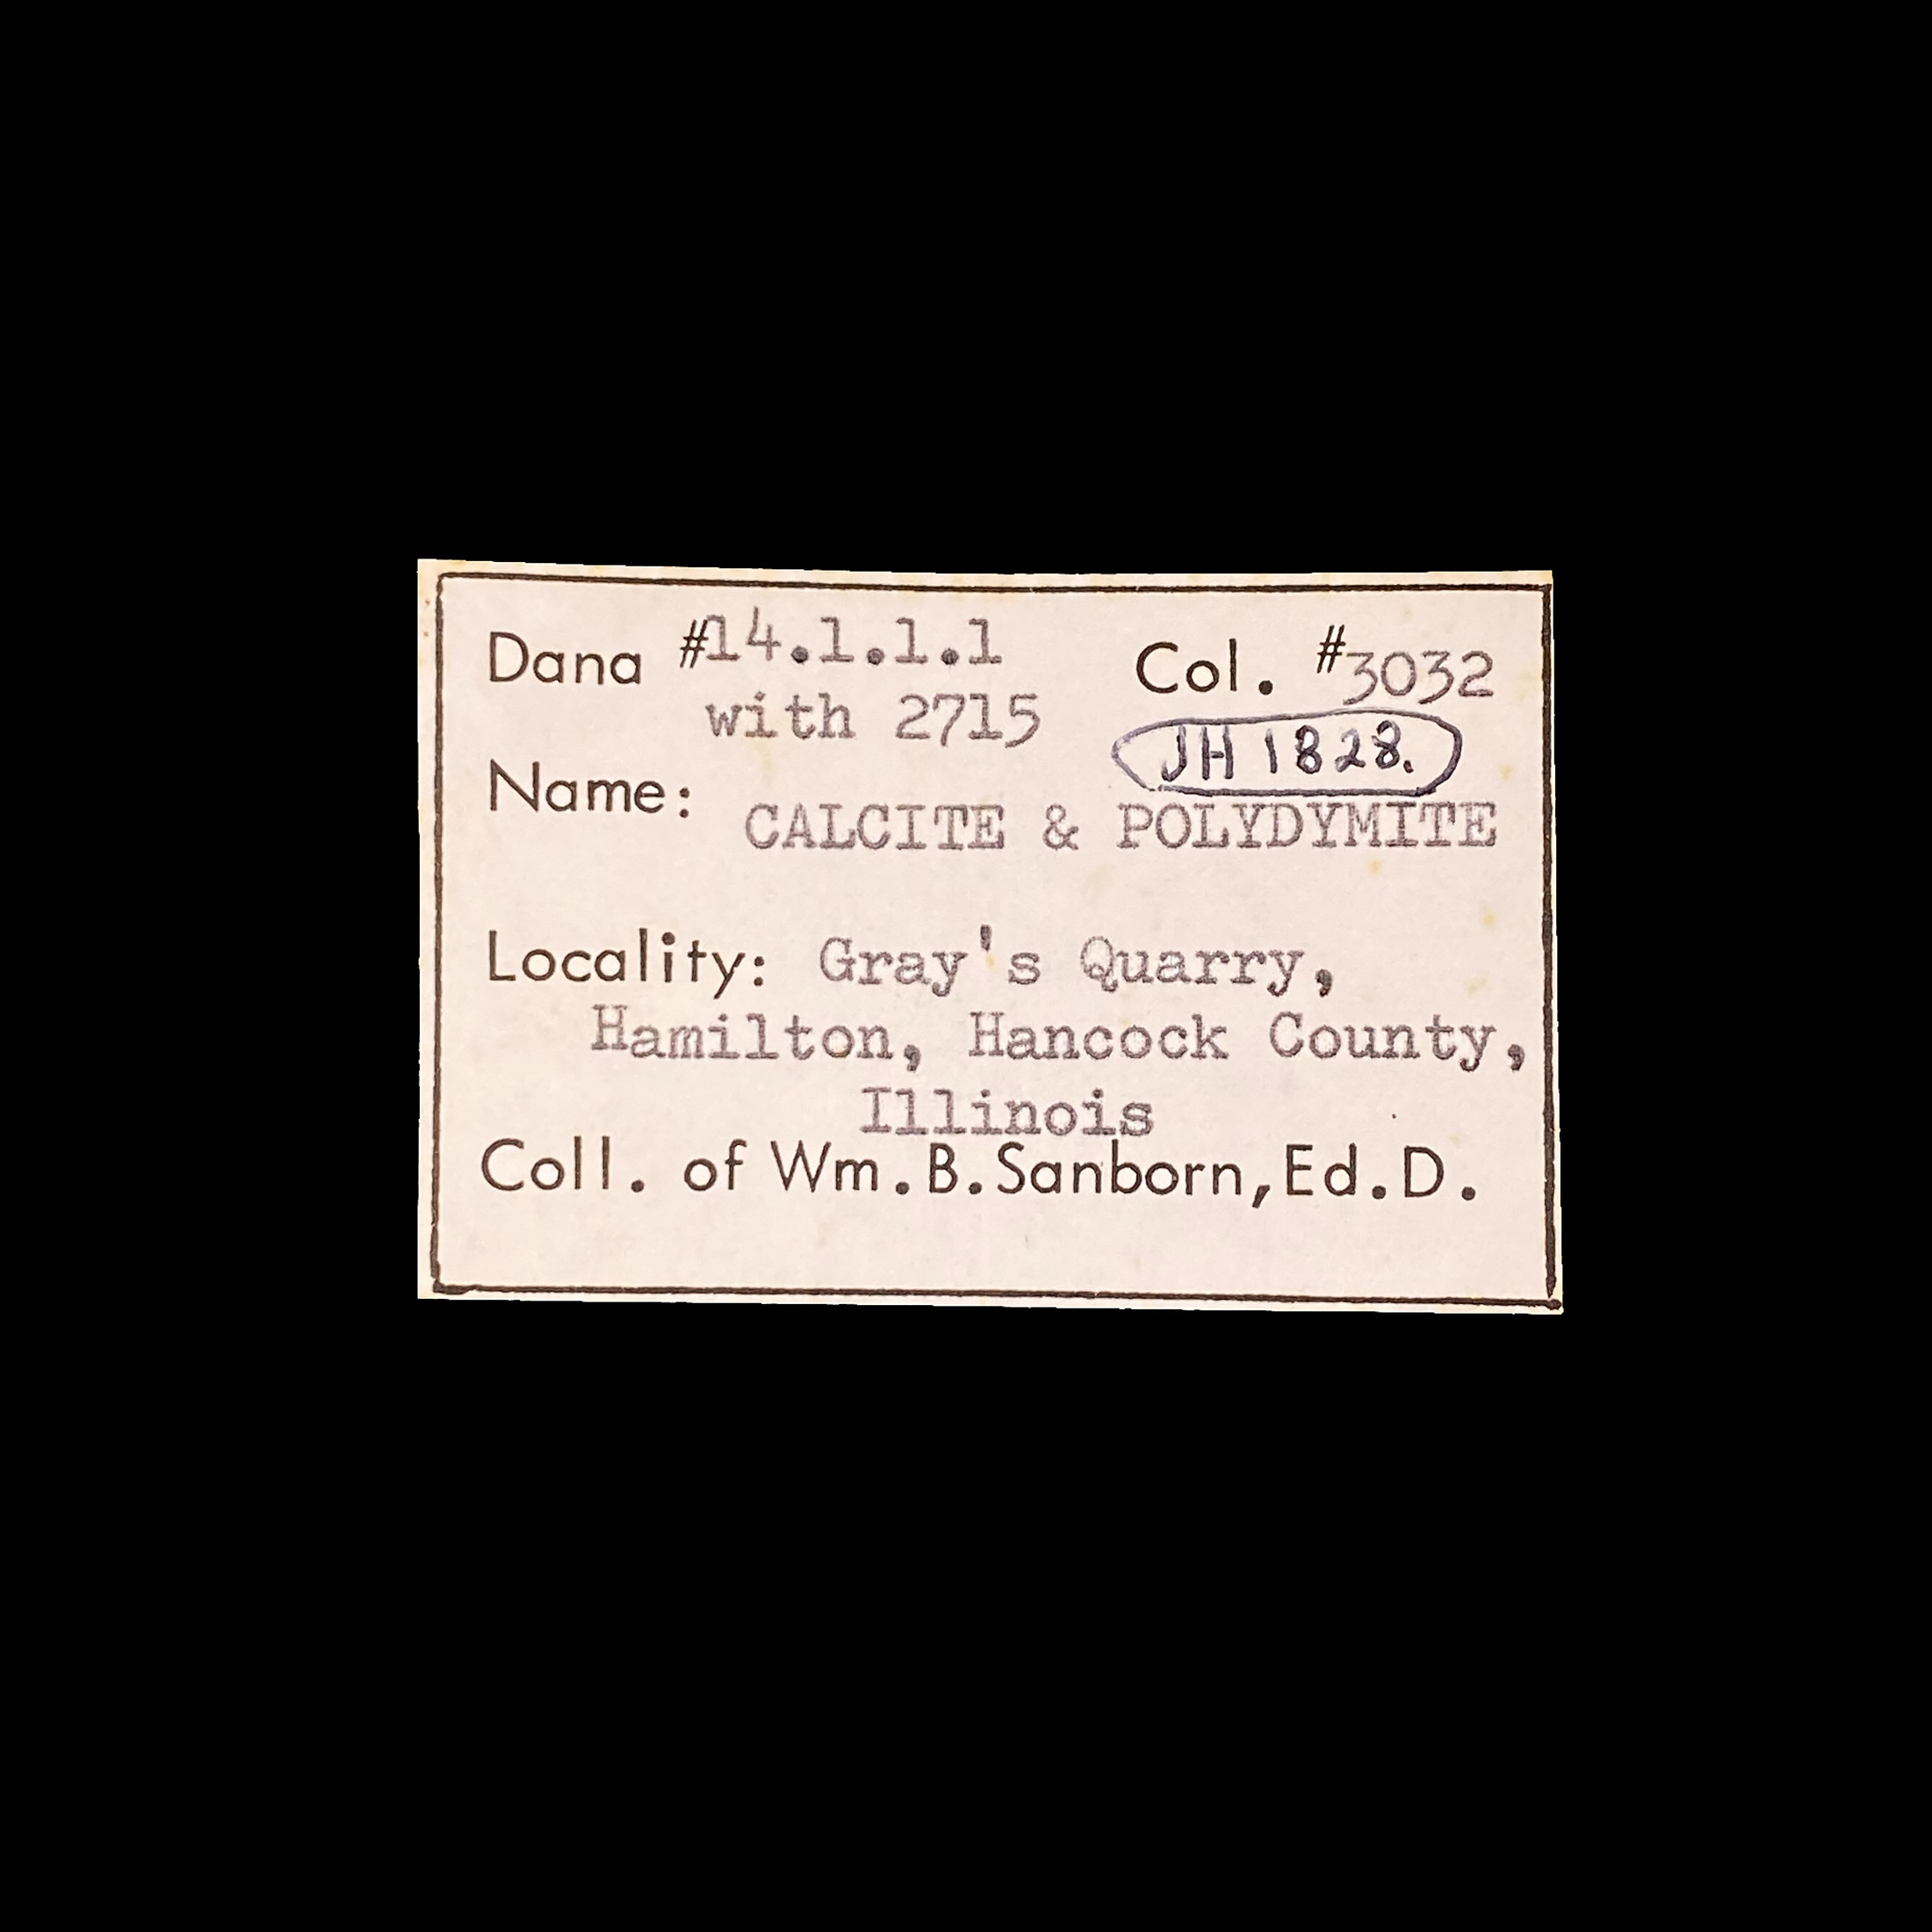 Dana #14.1.1.1 Col. #3032
with 2715
JH 1828.
Name:
CALCITE & POLYDYMITE
Locality: Gray's Quarry,
Hamilton, Hancock County,
Illinois
Coll. of Wm.B.Sanborn,Ed.D.